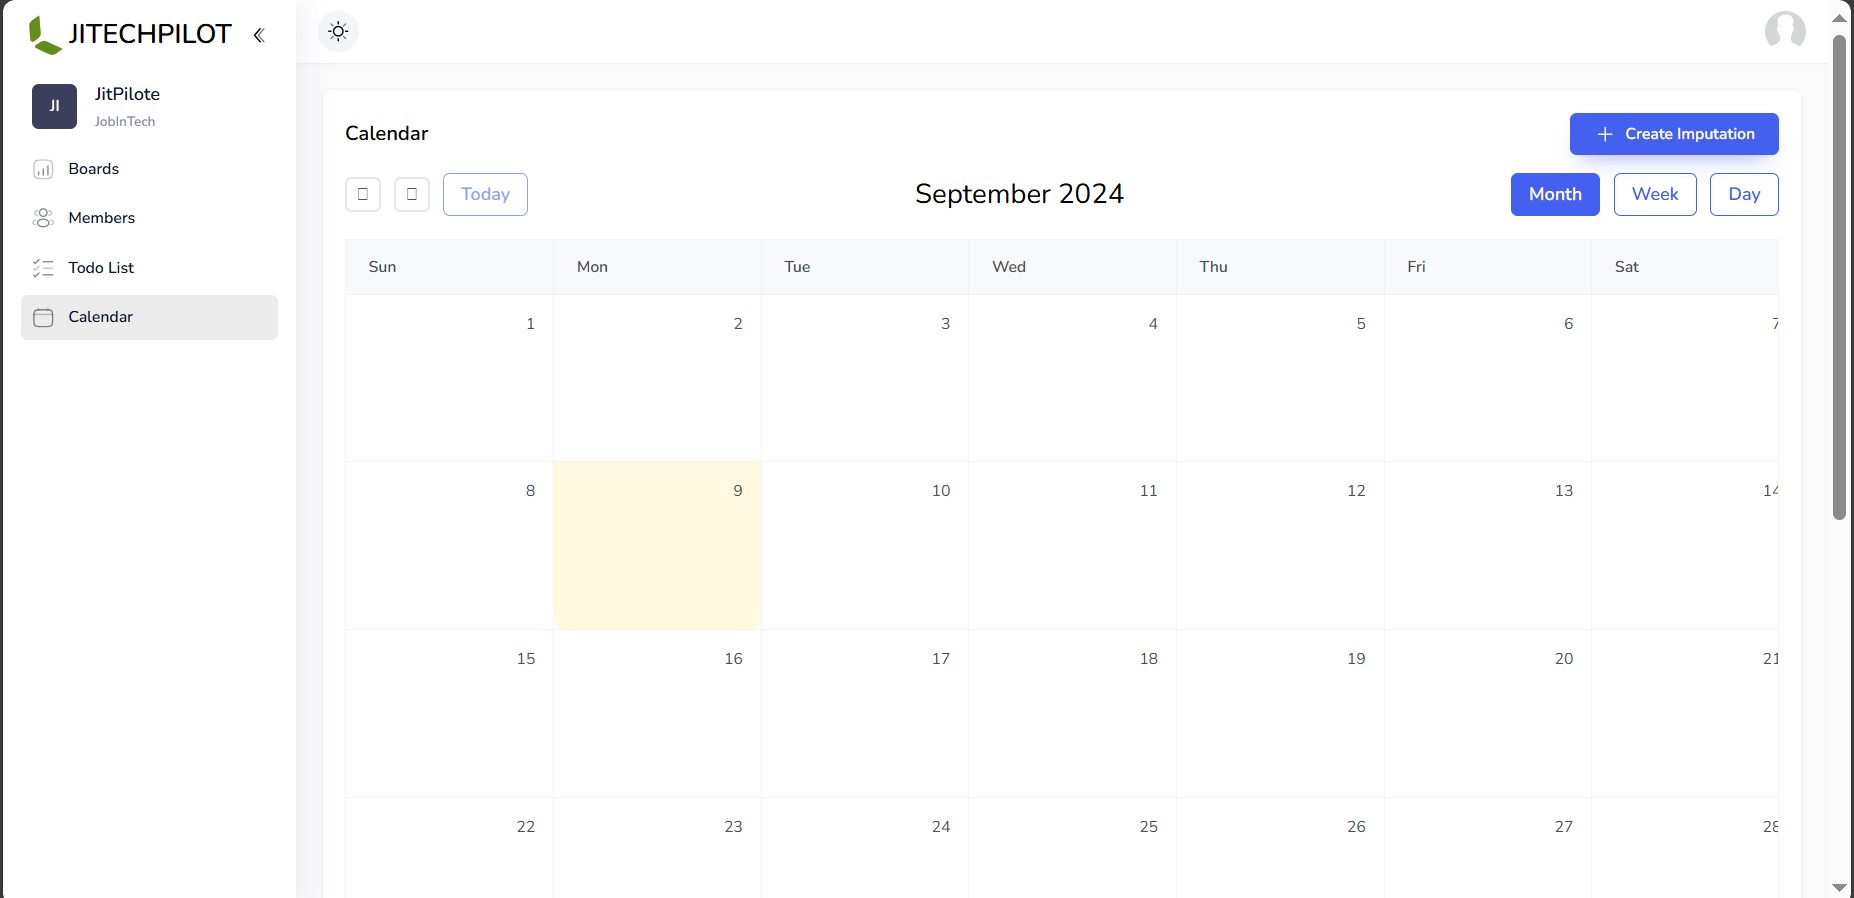 JITECHPILOT
JI
JitPilote
JobInTech
Boards
Members
Todo List
Calendar
Calendar
Create Imputation
Today
September 2024
Month Week Day
Sun Mon Tue Wed Thu Fri Sat
1 2 3 4 5 6 7
8 9 10 11 12 13 14
15 16 17 18 19 20 21
22 23 24 25 26 27 28